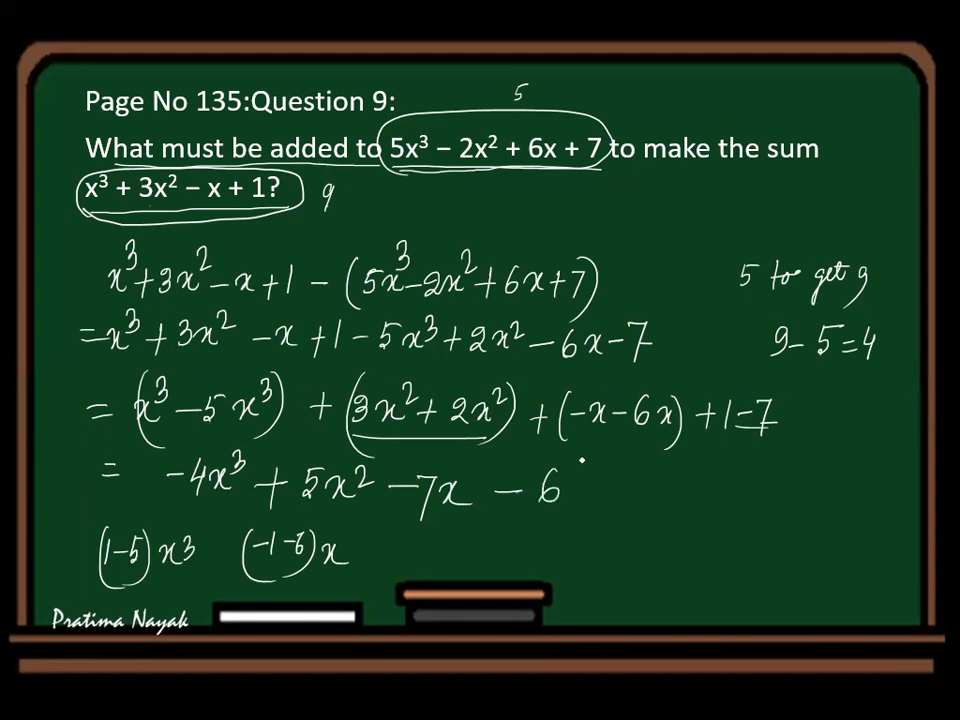 Page No 135:Question 9:
5
What must be added to 5x³ − 2x² + 6x + 7 to make the sum
x³ + 3x² − x + 1?
9
x³+3x²-x+1-(5x³-2x²+6x+7)
5 to get 9
=x³+3x²-x+1-5x³+2x²-6x-7
9-5=4
=(x³-5x³)+(3x²+2x²)+(-x-6x)+1-7
= -4x³+5x²-7x-6
(1-5)x³ (-1-6)x
Pratima Nayak